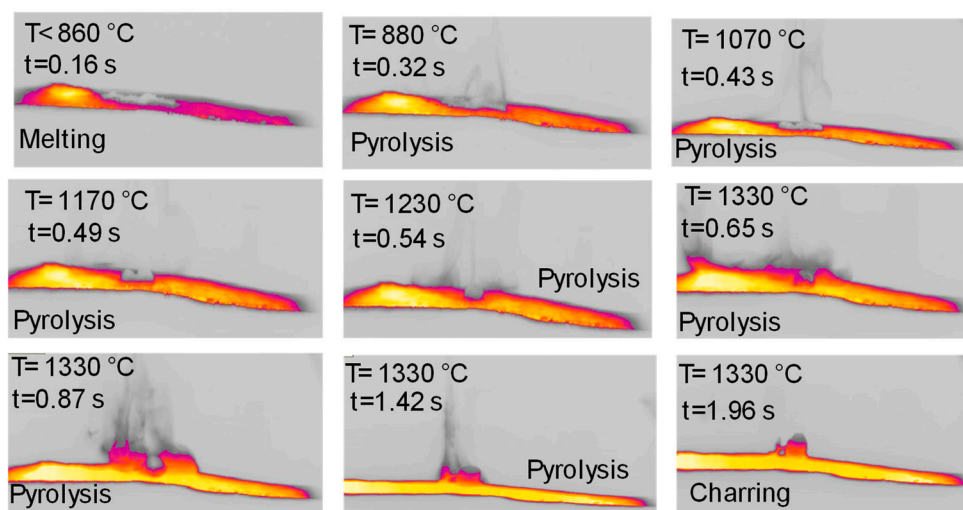 T< 860 °C
t=0.16 s
Melting
T= 880 °C
t=0.32 s
Pyrolysis
T= 1070 °C
t=0.43 s
Pyrolysis
T= 1170 °C
t=0.49 s
Pyrolysis
T= 1230 °C
t=0.54 s
Pyrolysis
T= 1330 °C
t=0.65 s
Pyrolysis
T= 1330 °C
t=0.87 s
Pyrolysis
T= 1330 °C
t=1.42 s
Pyrolysis
T= 1330 °C
t=1.96 s
Charring